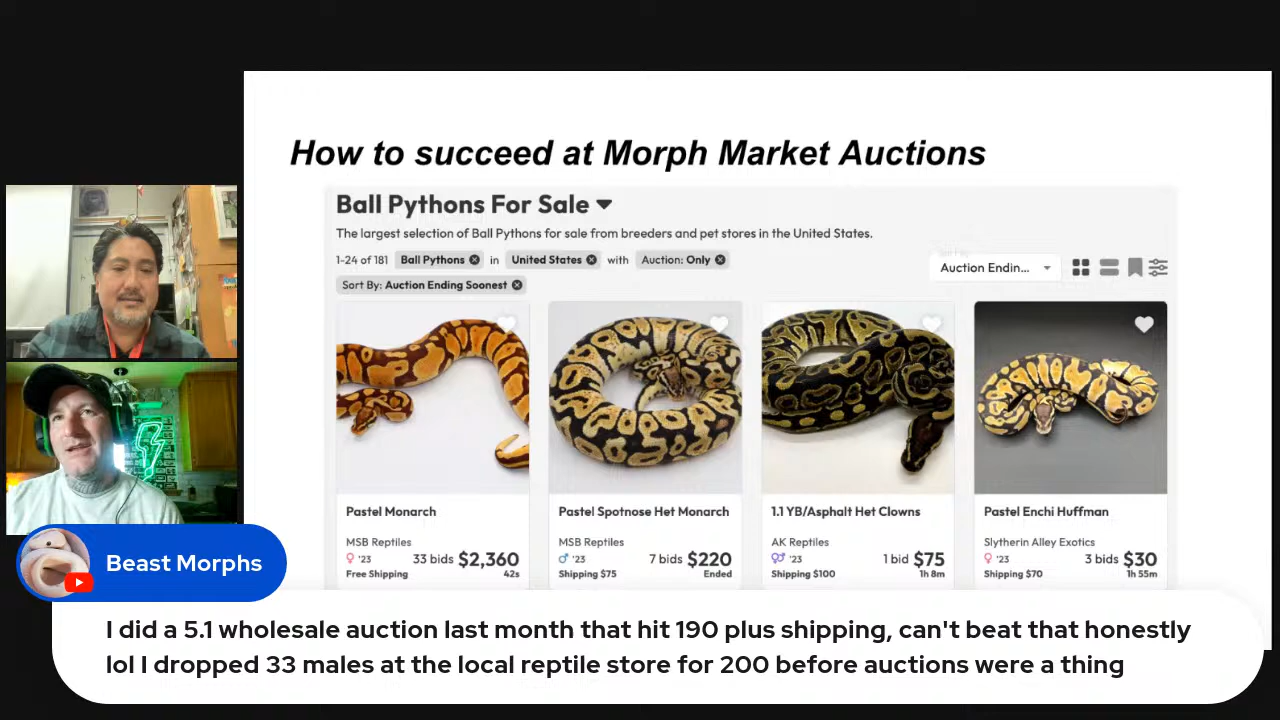 How to succeed at Morph Market Auctions
Ball Pythons For Sale
The largest selection of Ball Pythons for sale from breeders and pet stores in the United States.
1-24 of 181 Ball Pythons in United States with Auction: Only
Auction Endin...
Sort By: Auction Ending Soonest
Pastel Monarch
MSB Reptiles
♀ '23 33 bids $2,360
Free Shipping 42s
Pastel Spotnose Het Monarch
MSB Reptiles
♂ '23 7 bids $220
Shipping $75 Ended
1.1 YB/Asphalt Het Clowns
AK Reptiles
'23 1 bid $75
Shipping $100 1h 8m
Pastel Enchi Huffman
Slytherin Alley Exotics
♀ '23 3 bids $30
Shipping $70 1h 55m
Beast Morphs
I did a 5.1 wholesale auction last month that hit 190 plus shipping, can't beat that honestly
lol I dropped 33 males at the local reptile store for 200 before auctions were a thing